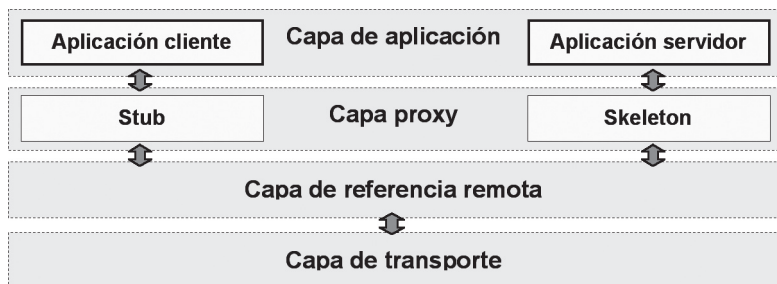 Aplicación cliente
Capa de aplicación
Aplicación servidor
Stub
Capa proxy
Skeleton
Capa de referencia remota
Capa de transporte